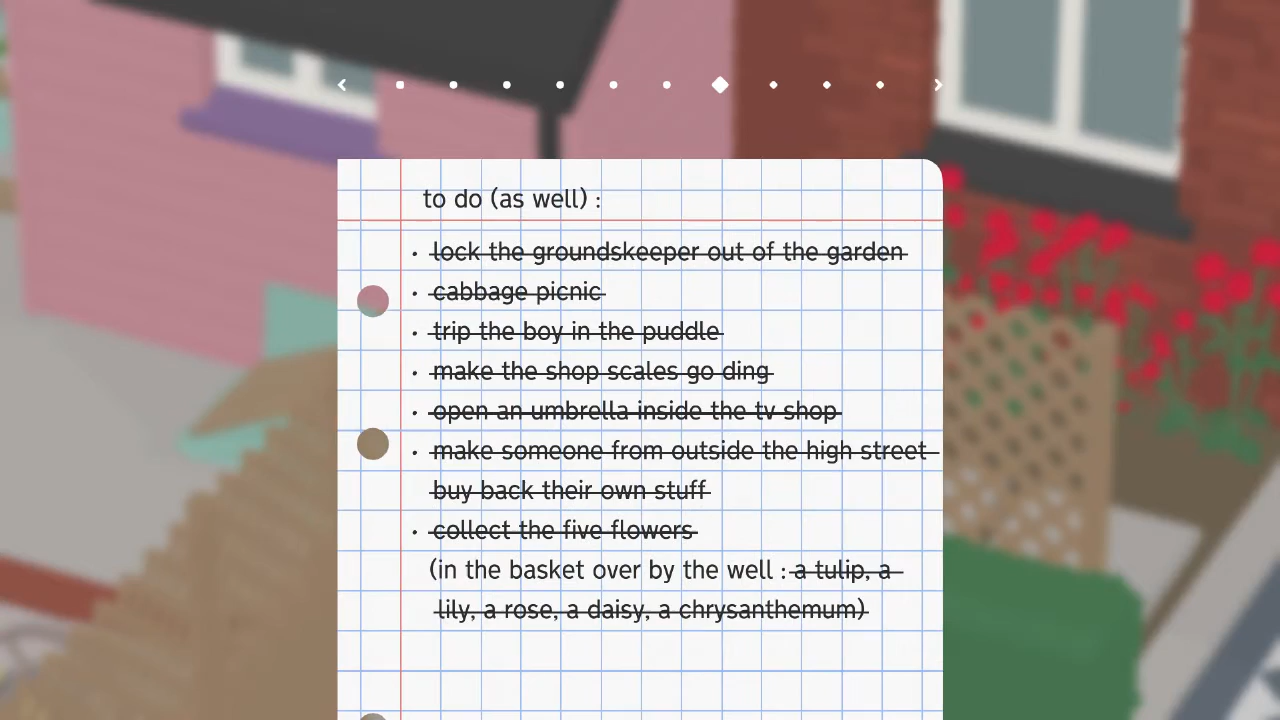 to do (as well) :
• lock the groundskeeper out of the garden
• cabbage picnic
• trip the boy in the puddle
• make the shop scales go ding
• open an umbrella inside the tv shop
• make someone from outside the high street
buy back their own stuff
• collect the five flowers
(in the basket over by the well : a tulip, a
lily, a rose, a daisy, a chrysanthemum)